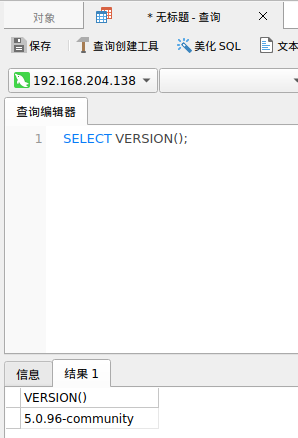 对象
* 无标题 - 查询
保存
查询创建工具
美化 SQL
文本
192.168.204.138
查询编辑器
1 SELECT VERSION();
信息
结果 1
VERSION()
5.0.96-community